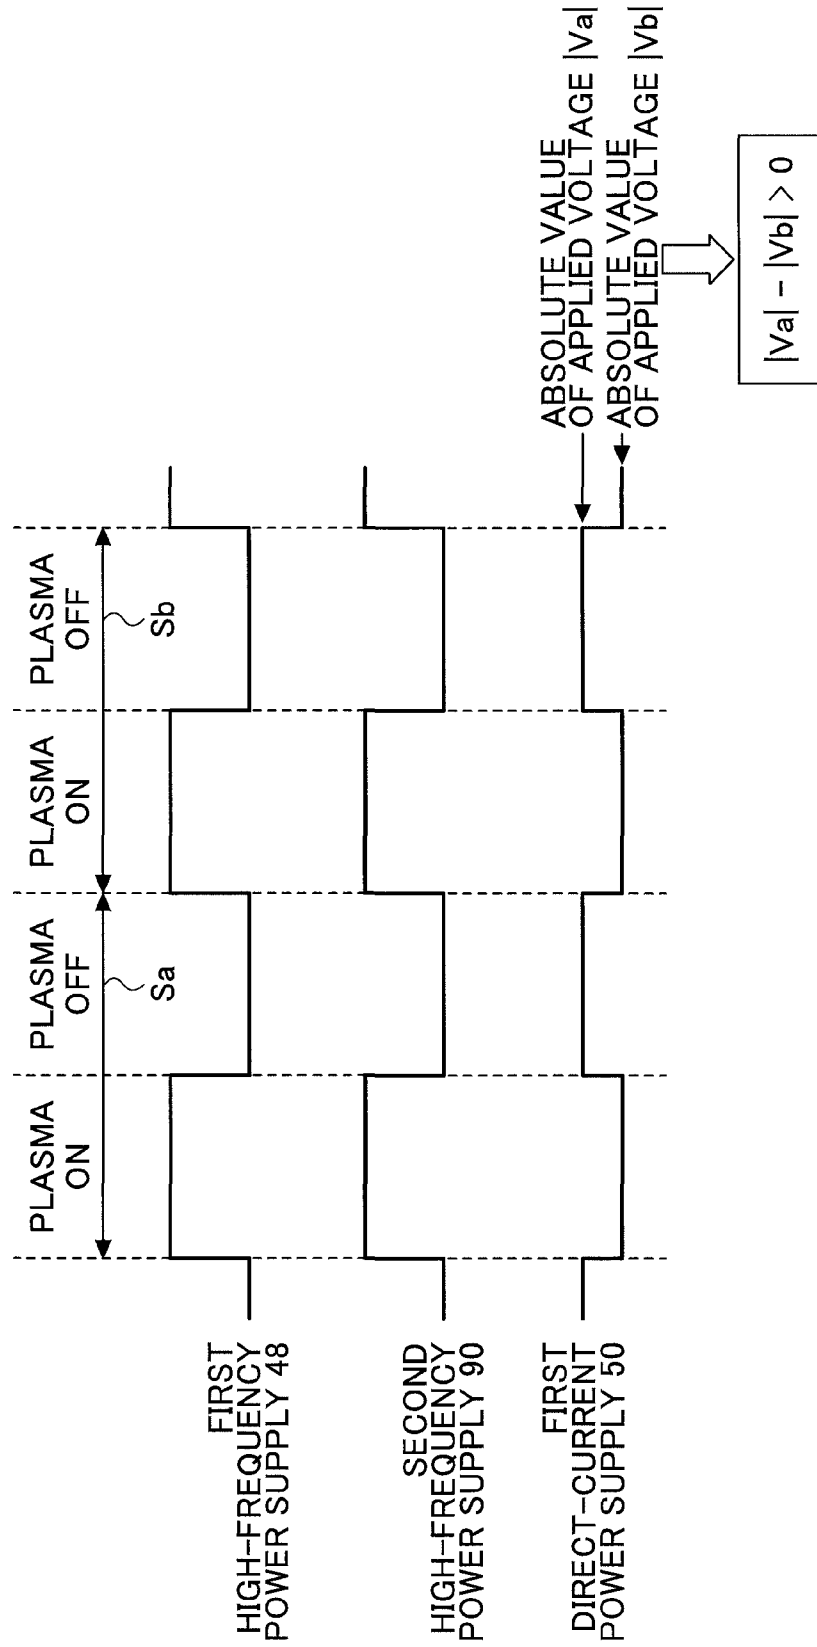 PLASMA
ON
PLASMA
OFF
PLASMA
ON
PLASMA
OFF
Sa
Sb
FIRST
HIGH-FREQUENCY
POWER SUPPLY 48
SECOND
HIGH-FREQUENCY
POWER SUPPLY 90
FIRST
DIRECT-CURRENT
POWER SUPPLY 50
ABSOLUTE VALUE
OF APPLIED VOLTAGE |Va|
ABSOLUTE VALUE
OF APPLIED VOLTAGE |Vb|
|Va| - |Vb| > 0